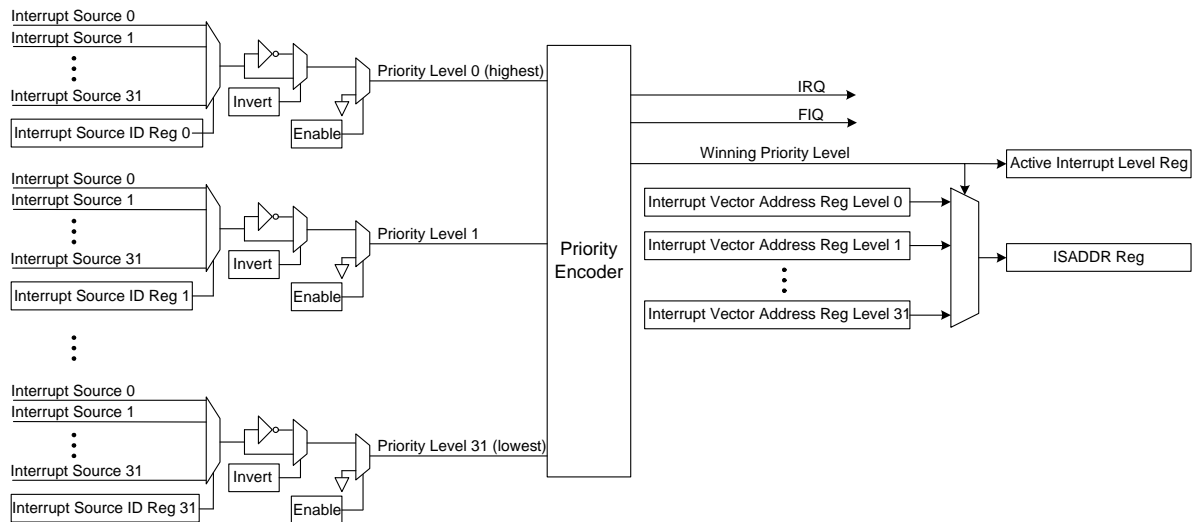 Interrupt Source 0
Interrupt Source 1
Interrupt Source 31
Interrupt Source ID Reg 0
Invert
Enable
Priority Level 0 (highest)
Interrupt Source 0
Interrupt Source 1
Interrupt Source 31
Interrupt Source ID Reg 1
Invert
Enable
Priority Level 1
Interrupt Source 0
Interrupt Source 1
Interrupt Source 31
Interrupt Source ID Reg 31
Invert
Enable
Priority Level 31 (lowest)
Priority
Encoder
IRQ
FIQ
Winning Priority Level
Active Interrupt Level Reg
Interrupt Vector Address Reg Level 0
Interrupt Vector Address Reg Level 1
Interrupt Vector Address Reg Level 31
ISADDR Reg